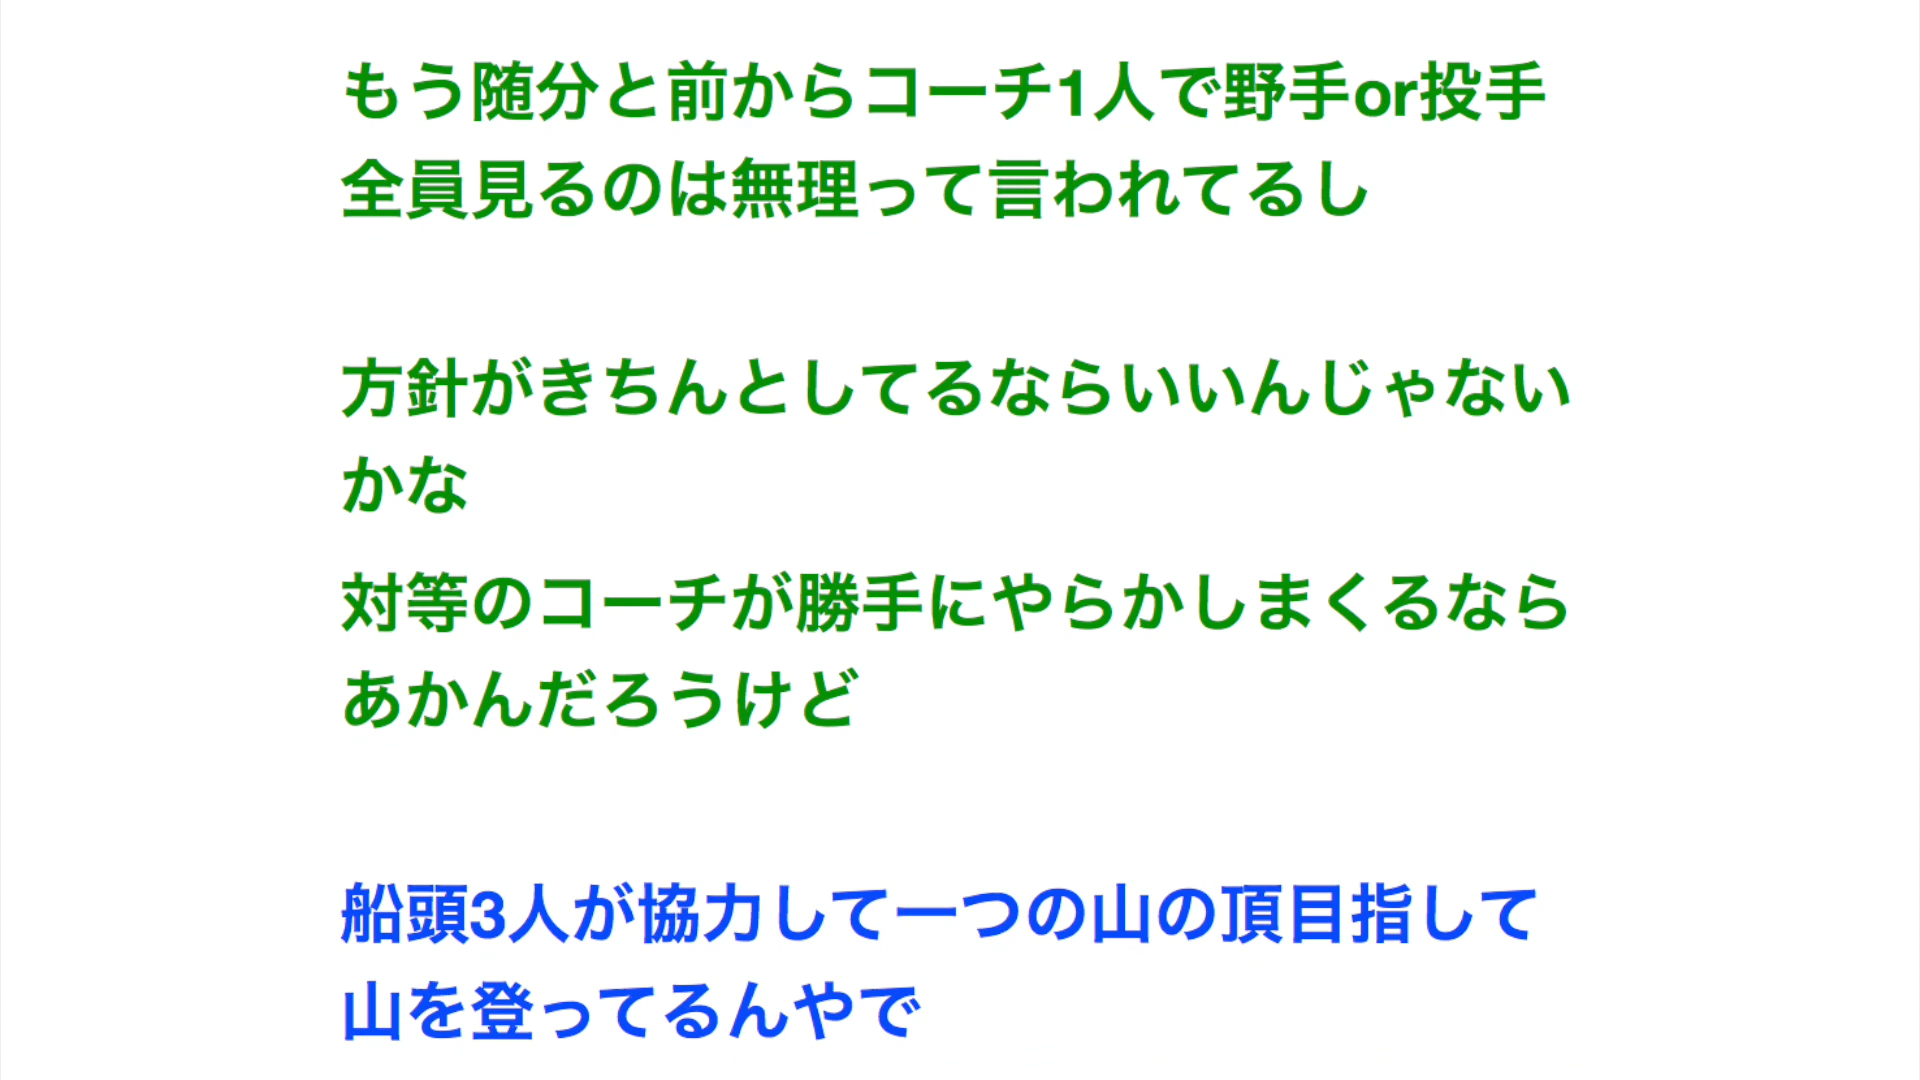 もう随分と前からコーチ1人で野手or投手
全員見るのは無理って言われてるし
方針がきちんとしてるならいいんじゃない
かな
対等のコーチが勝手にやらかしまくるなら
あかんだろうけど
船頭3人が協力して一つの山の頂目指して
山を登ってるんやで